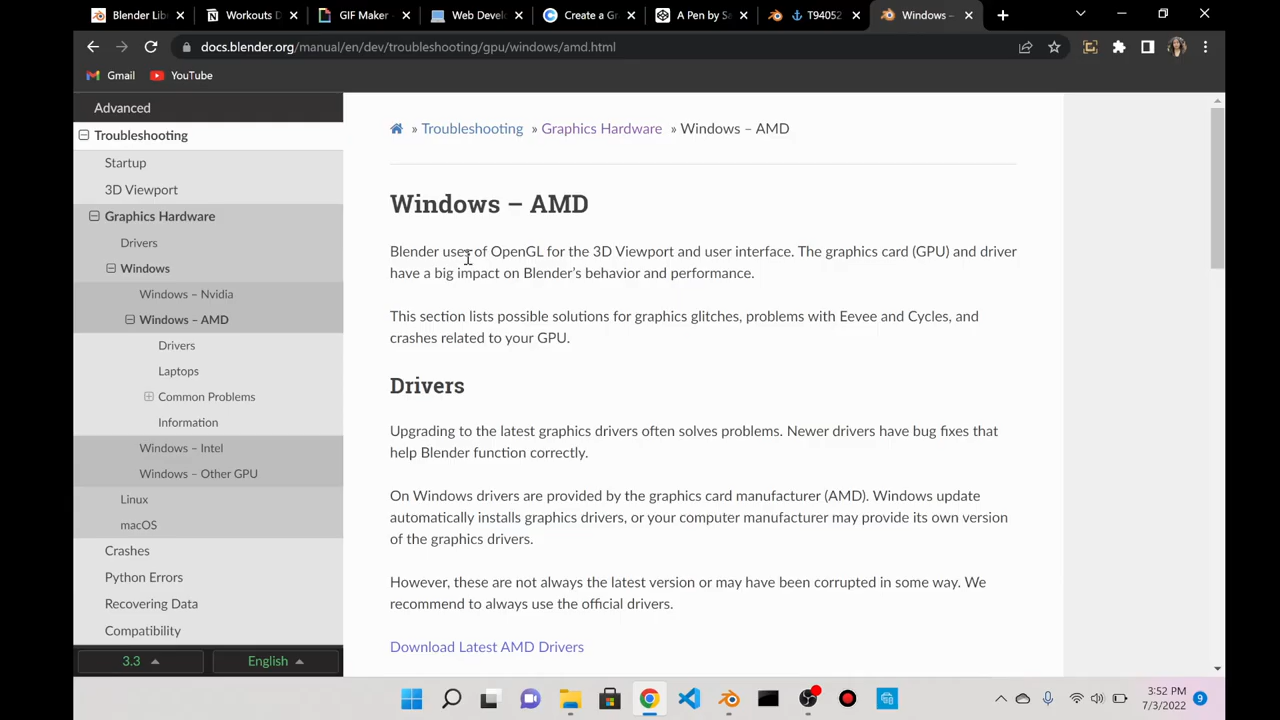 Blender Lib
Workouts D
GIF Maker -
Web Develo
Create a Gr
A Pen by Sa
T94052
Windows –
docs.blender.org/manual/en/dev/troubleshooting/gpu/windows/amd.html
Gmail
YouTube
Advanced
Troubleshooting
Startup
3D Viewport
Graphics Hardware
Drivers
Windows
Windows – Nvidia
Windows – AMD
Drivers
Laptops
Common Problems
Information
Windows – Intel
Windows – Other GPU
Linux
macOS
Crashes
Python Errors
Recovering Data
Compatibility
3.3
English
» Troubleshooting » Graphics Hardware » Windows – AMD
Windows – AMD
Blender uses of OpenGL for the 3D Viewport and user interface. The graphics card (GPU) and driver
have a big impact on Blender's behavior and performance.
This section lists possible solutions for graphics glitches, problems with Eevee and Cycles, and
crashes related to your GPU.
Drivers
Upgrading to the latest graphics drivers often solves problems. Newer drivers have bug fixes that
help Blender function correctly.
On Windows drivers are provided by the graphics card manufacturer (AMD). Windows update
automatically installs graphics drivers, or your computer manufacturer may provide its own version
of the graphics drivers.
However, these are not always the latest version or may have been corrupted in some way. We
recommend to always use the official drivers.
Download Latest AMD Drivers
3:52 PM
7/3/2022
9